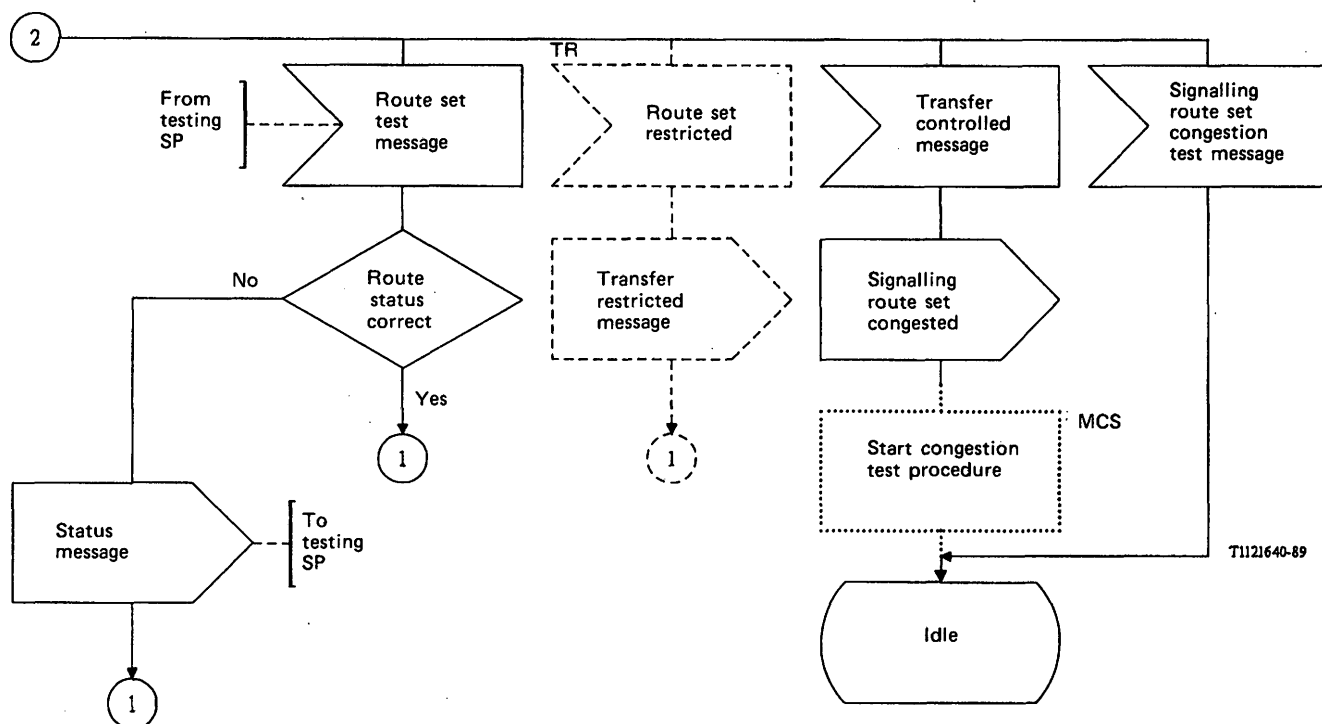 2
TR
From
testing
SP
Route set
test
message
Route set
restricted
Transfer
controlled
message
Signalling
route set
congestion
test message
No
Route
status
correct
Yes
Transfer
restricted
message
Signalling
route set
congested
1
1
MCS
Start congestion
test procedure
Status
message
To
testing
SP
T1121640-89
Idle
1